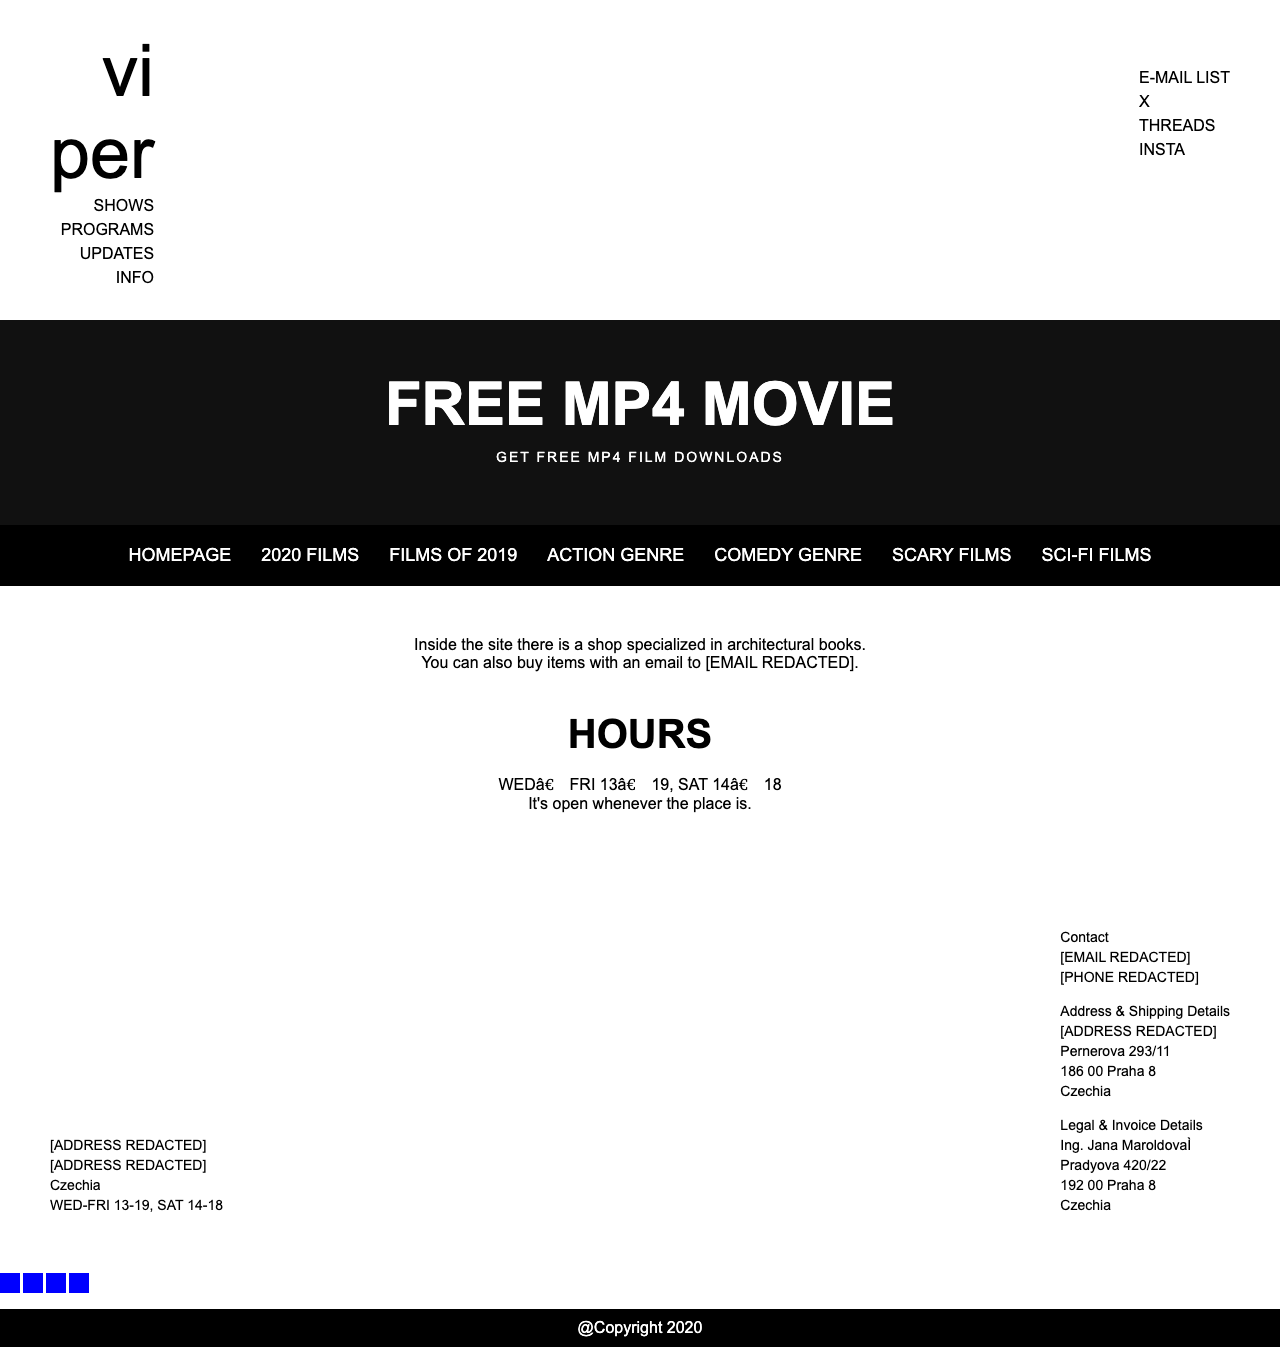 vi
per
SHOWS
PROGRAMS
UPDATES
INFO
E-MAIL LIST
X
THREADS
INSTA
FREE MP4 MOVIE
GET FREE MP4 FILM DOWNLOADS
HOMEPAGE 2020 FILMS FILMS OF 2019 ACTION GENRE COMEDY GENRE SCARY FILMS SCI-FI FILMS
Inside the site there is a shop specialized in architectural books.
You can also buy items with an email to [EMAIL REDACTED].
HOURS
WEDâ€ FRI 13â€ 19, SAT 14â€ 18
It's open whenever the place is.
[ADDRESS REDACTED]
[ADDRESS REDACTED]
Czechia
WED-FRI 13-19, SAT 14-18
Contact
[EMAIL REDACTED]
[PHONE REDACTED]
Address & Shipping Details
[ADDRESS REDACTED]
Pernerova 293/11
186 00 Praha 8
Czechia
Legal & Invoice Details
Ing. Jana MaroldovaÌ
Pradyova 420/22
192 00 Praha 8
Czechia
@Copyright 2020